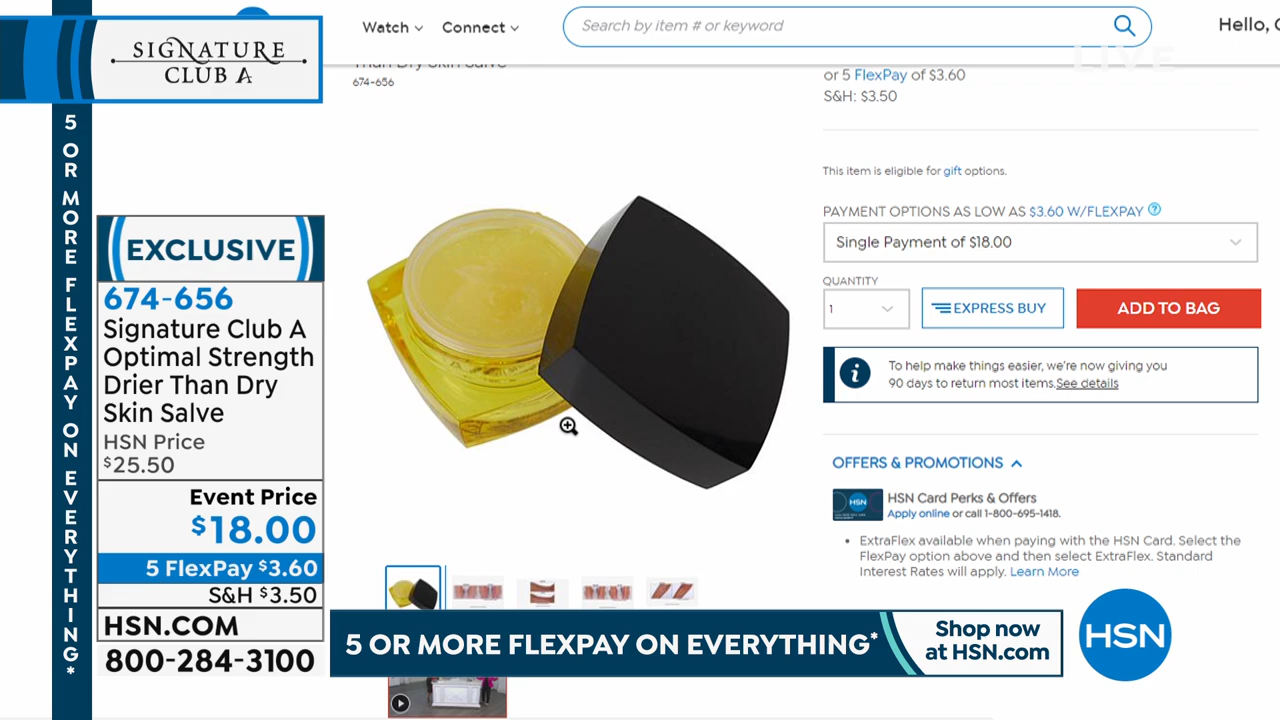 SIGNATURE
CLUB A
5 OR MORE FLEXPAY ON EVERYTHING*
EXCLUSIVE
674-656
Signature Club A
Optimal Strength
Drier Than Dry
Skin Salve
HSN Price
$25.50
Event Price
$18.00
5 FlexPay $3.60
S&H $3.50
HSN.COM
800-284-3100
Watch
Connect
Search by item # or keyword
Hello,
LIVE
Than Dry Skin Salve
674-656
or 5 FlexPay of $3.60
S&H: $3.50
This item is eligible for gift options.
PAYMENT OPTIONS AS LOW AS $3.60 W/FLEXPAY ?
Single Payment of $18.00
QUANTITY
1
EXPRESS BUY
ADD TO BAG
To help make things easier, we're now giving you
90 days to return most items.See details
OFFERS & PROMOTIONS
HSN
HSN Card Perks & Offers
Apply online or call 1-800-695-1418.
• ExtraFlex available when paying with the HSN Card. Select the
FlexPay option above and then select ExtraFlex. Standard
Interest Rates will apply. Learn More
5 OR MORE FLEXPAY ON EVERYTHING*
Shop now
at HSN.com
HSN